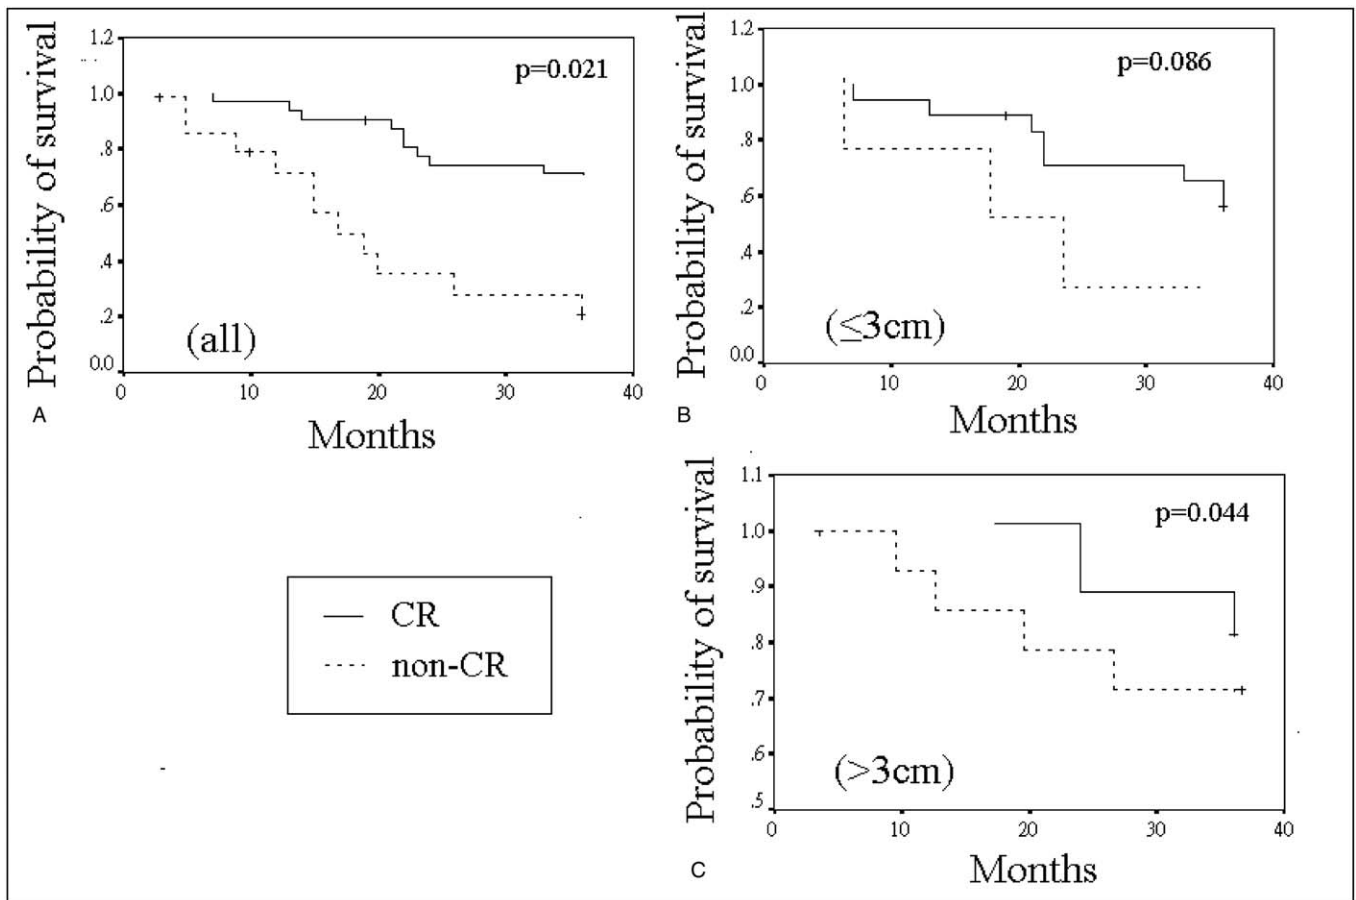 Probability of survival
1.2
1.0
.8
.6
.4
.2
0.0
p=0.021
(all)
0 10 20 30 40
A
Months
Probability of survival
1.2
1.0
.8
.6
.4
.2
0.0
p=0.086
(≤3cm)
0 10 20 30 40
B
Months
CR
non-CR
Probability of survival
1.1
1.0
.9
.8
.7
.6
.5
p=0.044
(>3cm)
0 10 20 30 40
C
Months